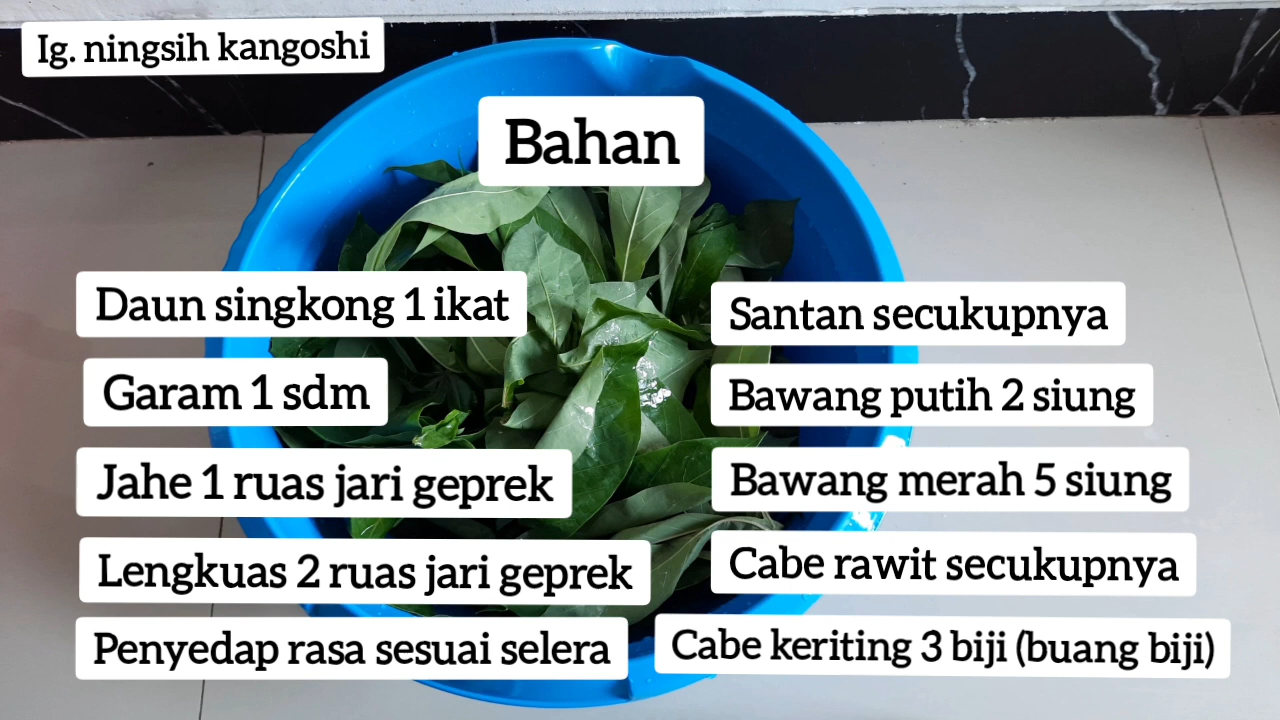 Ig. ningsih kangoshi
Bahan
Daun singkong 1 ikat
Garam 1 sdm
Jahe 1 ruas jari geprek
Lengkuas 2 ruas jari geprek
Penyedap rasa sesuai selera
Santan secukupnya
Bawang putih 2 siung
Bawang merah 5 siung
Cabe rawit secukupnya
Cabe keriting 3 biji (buang biji)